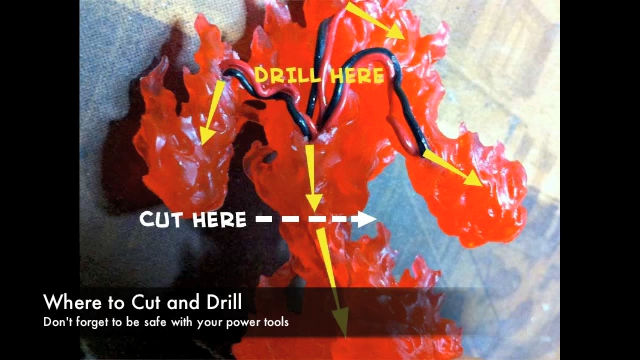 DRILL HERE
CUT HERE
Where to Cut and Drill
Don't forget to be safe with your power tools